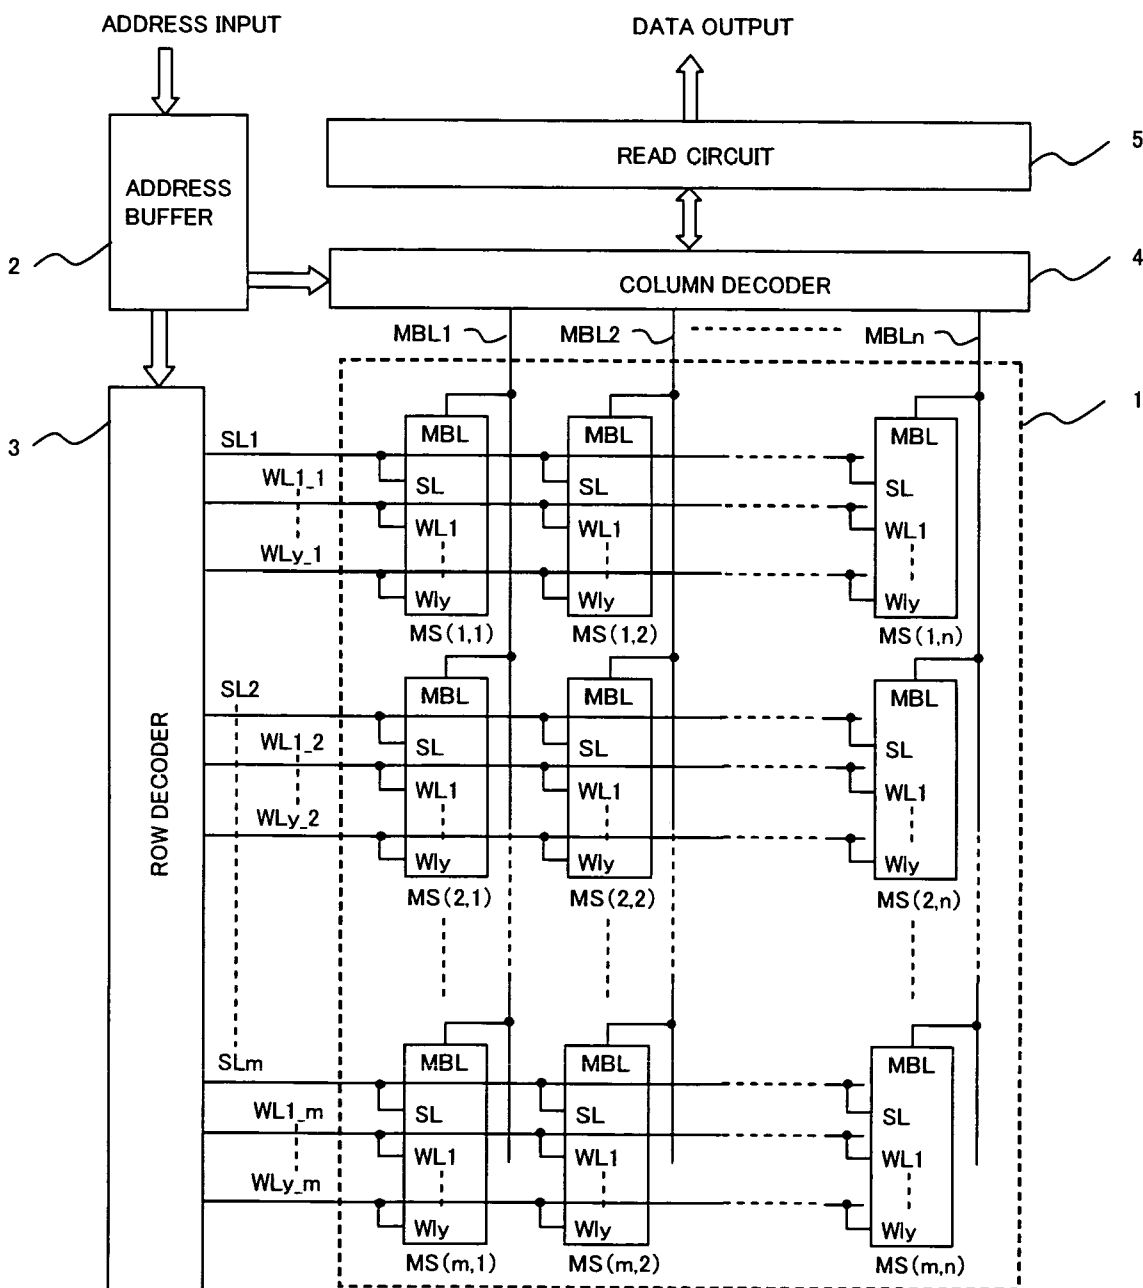 ADDRESS INPUT
DATA OUTPUT
READ CIRCUIT
5
ADDRESS
BUFFER
2
COLUMN DECODER
4
MBL1
MBL2
MBLn
1
3
ROW DECODER
SL1
WL1_1
WLy_1
MBL
SL
WL1
Wly
MS(1,1)
MBL
SL
WL1
Wly
MS(1,2)
MBL
SL
WL1
Wly
MS(1,n)
SL2
WL1_2
WLy_2
MBL
SL
WL1
Wly
MS(2,1)
MBL
SL
WL1
Wly
MS(2,2)
MBL
SL
WL1
Wly
MS(2,n)
SLm
WL1_m
WLy_m
MBL
SL
WL1
Wly
MS(m,1)
MBL
SL
WL1
Wly
MS(m,2)
MBL
SL
WL1
Wly
MS(m,n)